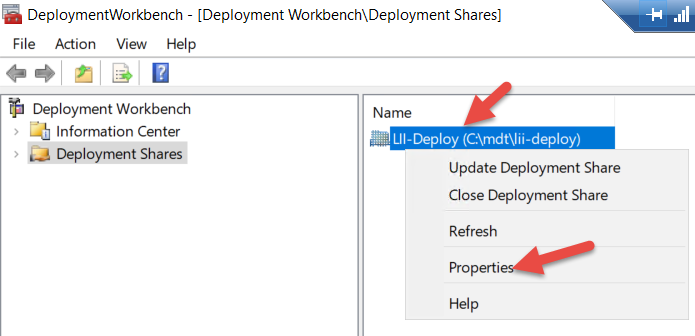 DeploymentWorkbench - [Deployment Workbench\Deployment Shares]
File Action View Help
Deployment Workbench
Information Center
Deployment Shares
Name
LII-Deploy (C:\mdt\lii-deploy)
Update Deployment Share
Close Deployment Share
Refresh
Properties
Help